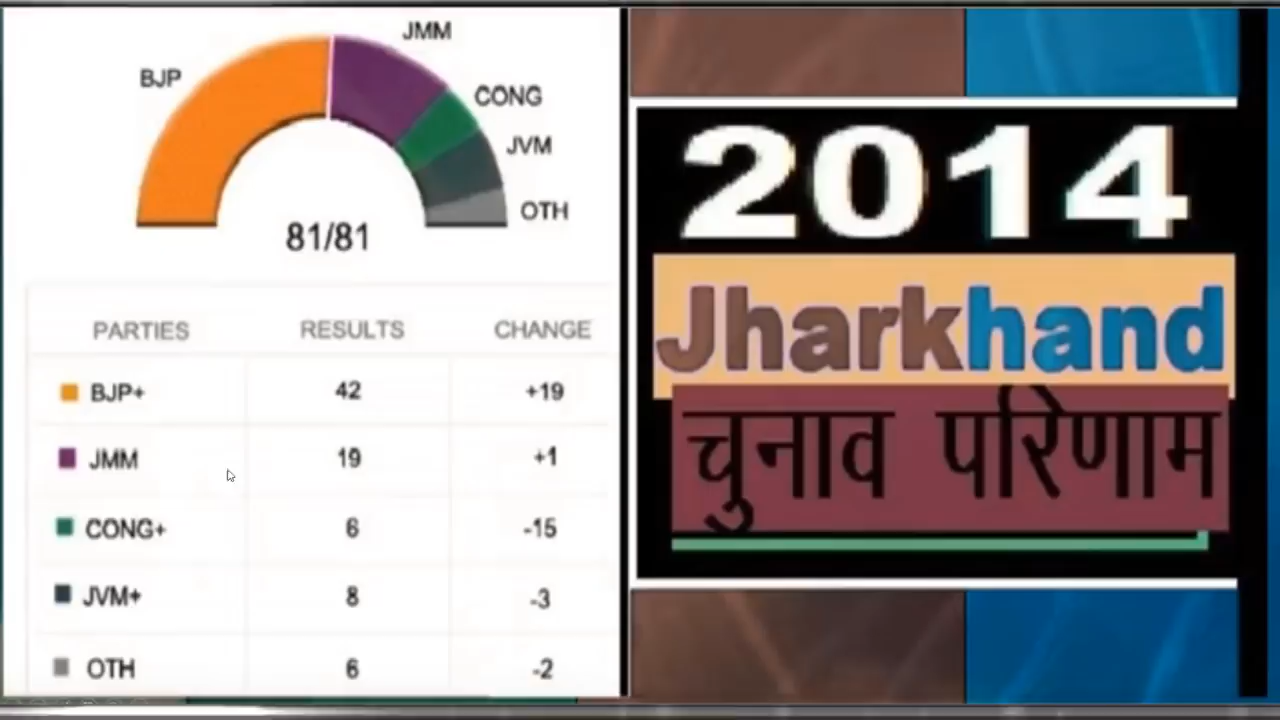 JMM
BJP
CONG
JVM
OTH
81/81
PARTIES RESULTS CHANGE
BJP+ 42 +19
JMM 19 +1
CONG+ 6 -15
JVM+ 8 -3
OTH 6 -2
2014
Jharkhand
चुनाव परिणाम